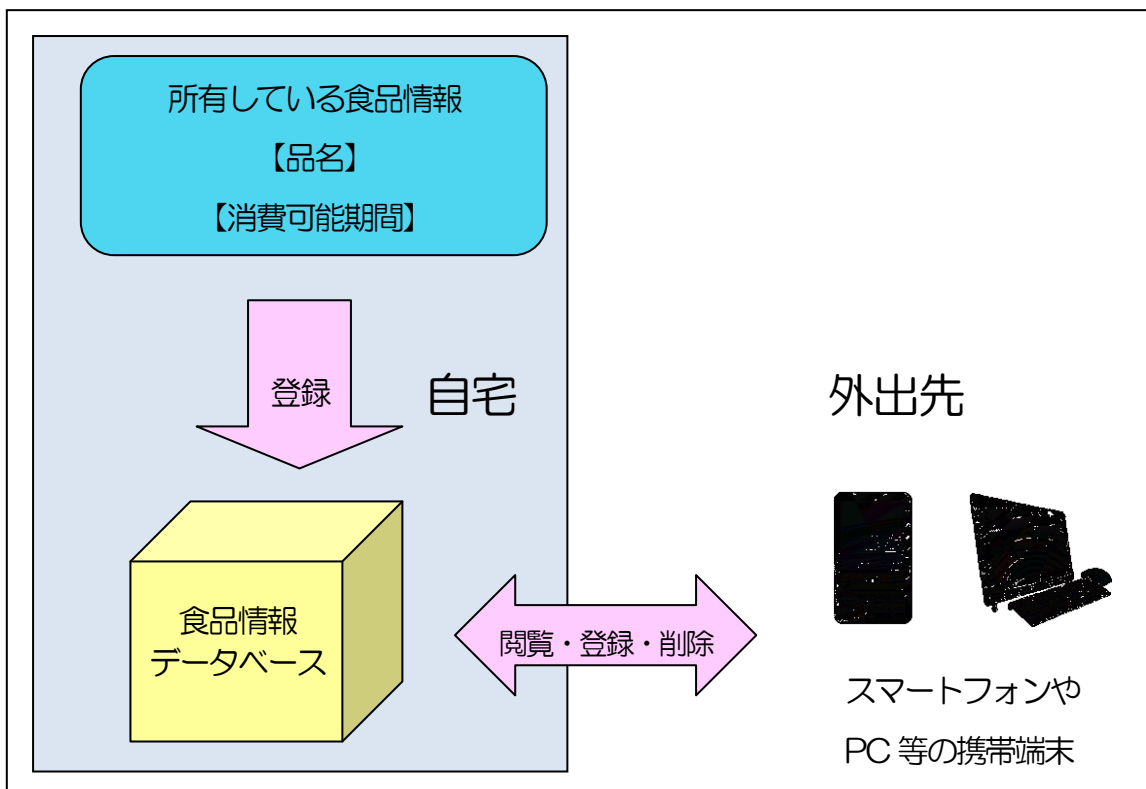 所有している食品情報
【品名】
【消費可能期間】
登録
自宅
外出先
食品情報
データベース
閲覧・登録・削除
スマートフォンや
PC 等の携帯端末